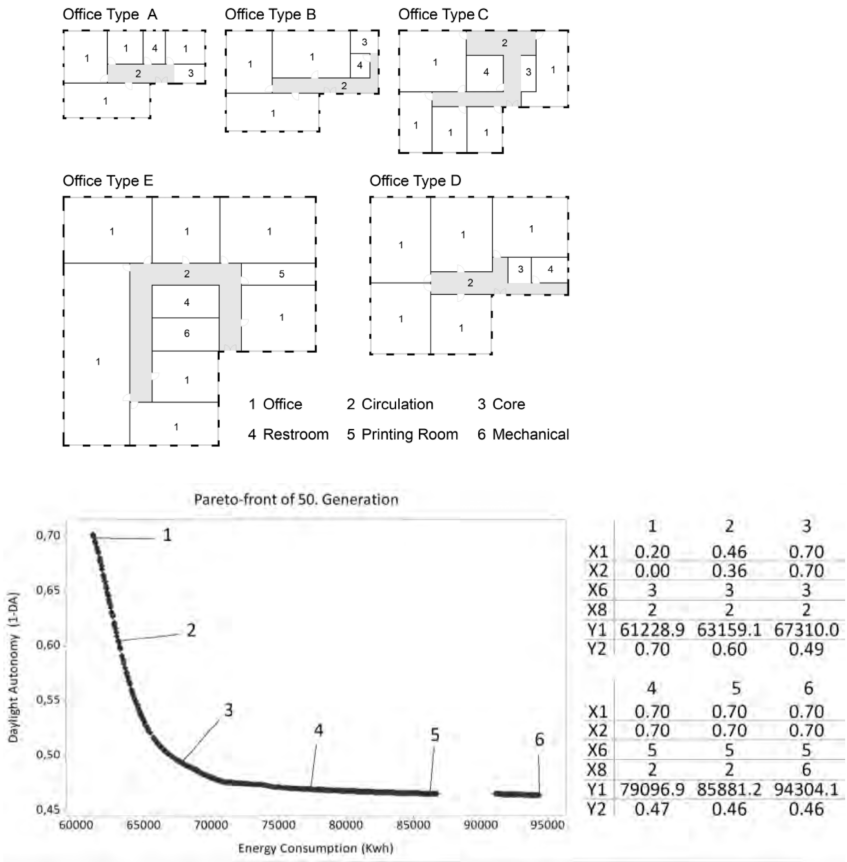 Office Type A
Office Type B
Office Type C
1 1 4 1
2 3
1
1 1 3
4
2
1
1 2 1
4 3
1 1 1
Office Type E
Office Type D
1 1 1
2 5
4
6 1
1
1
1
1 1 1
3 4
2
1 1
1 Office 2 Circulation 3 Core
4 Restroom 5 Printing Room 6 Mechanical
Pareto-front of 50. Generation
Daylight Autonomy (1-DA)
0,70
0,65
0,60
0,55
0,50
0,45
1
2
3
4
5
6
60000 65000 70000 75000 80000 85000 90000 95000
Energy Consumption (Kwh)
1 2 3
X1 0.20 0.46 0.70
X2 0.00 0.36 0.70
X6 3 3 3
X8 2 2 2
Y1 61228.9 63159.1 67310.0
Y2 0.70 0.60 0.49
4 5 6
X1 0.70 0.70 0.70
X2 0.70 0.70 0.70
X6 5 5 5
X8 2 2 6
Y1 79096.9 85881.2 94304.1
Y2 0.47 0.46 0.46